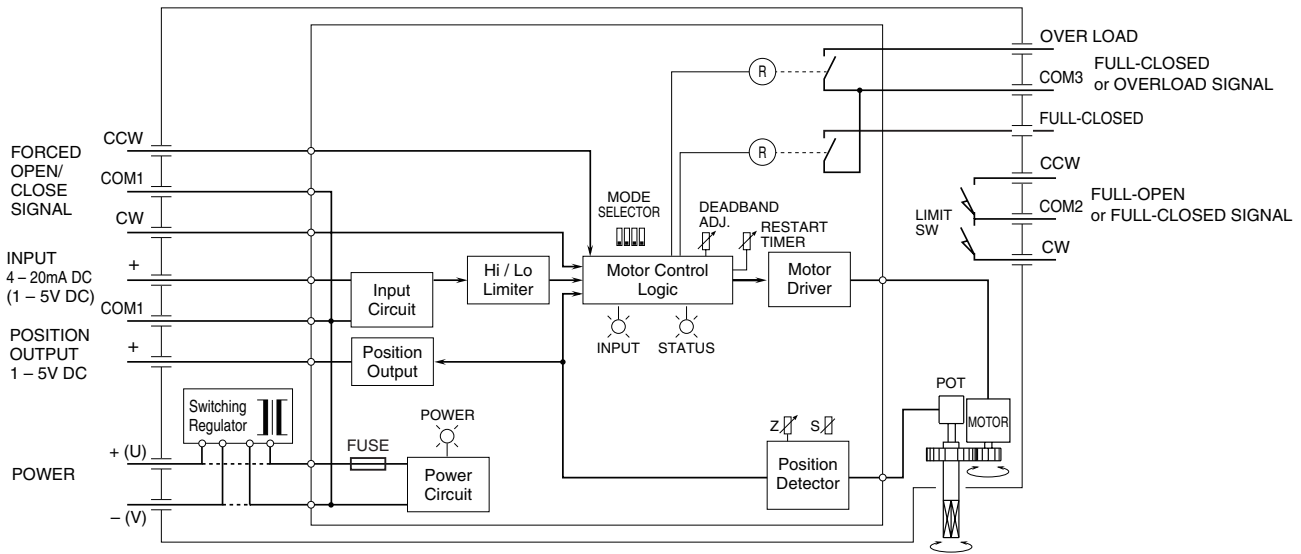 OVER LOAD
FULL-CLOSED
COM3
or OVERLOAD SIGNAL
R
FULL-CLOSED
CCW
FORCED
OPEN/
CLOSE
SIGNAL
COM1
R
CCW
CW
MODE
SELECTOR
DEADBAND
ADJ.
RESTART
TIMER
LIMIT
SW
COM2
FULL-OPEN
or FULL-CLOSED SIGNAL
CW
INPUT
4 – 20mA DC
(1 – 5V DC)
+
COM1
Input
Circuit
Hi / Lo
Limiter
Motor Control
Logic
Motor
Driver
INPUT
STATUS
POSITION
OUTPUT
1 – 5V DC
+
Position
Output
POT
MOTOR
Switching
Regulator
POWER
Z
S
+ (U)
FUSE
POWER
Power
Circuit
Position
Detector
– (V)